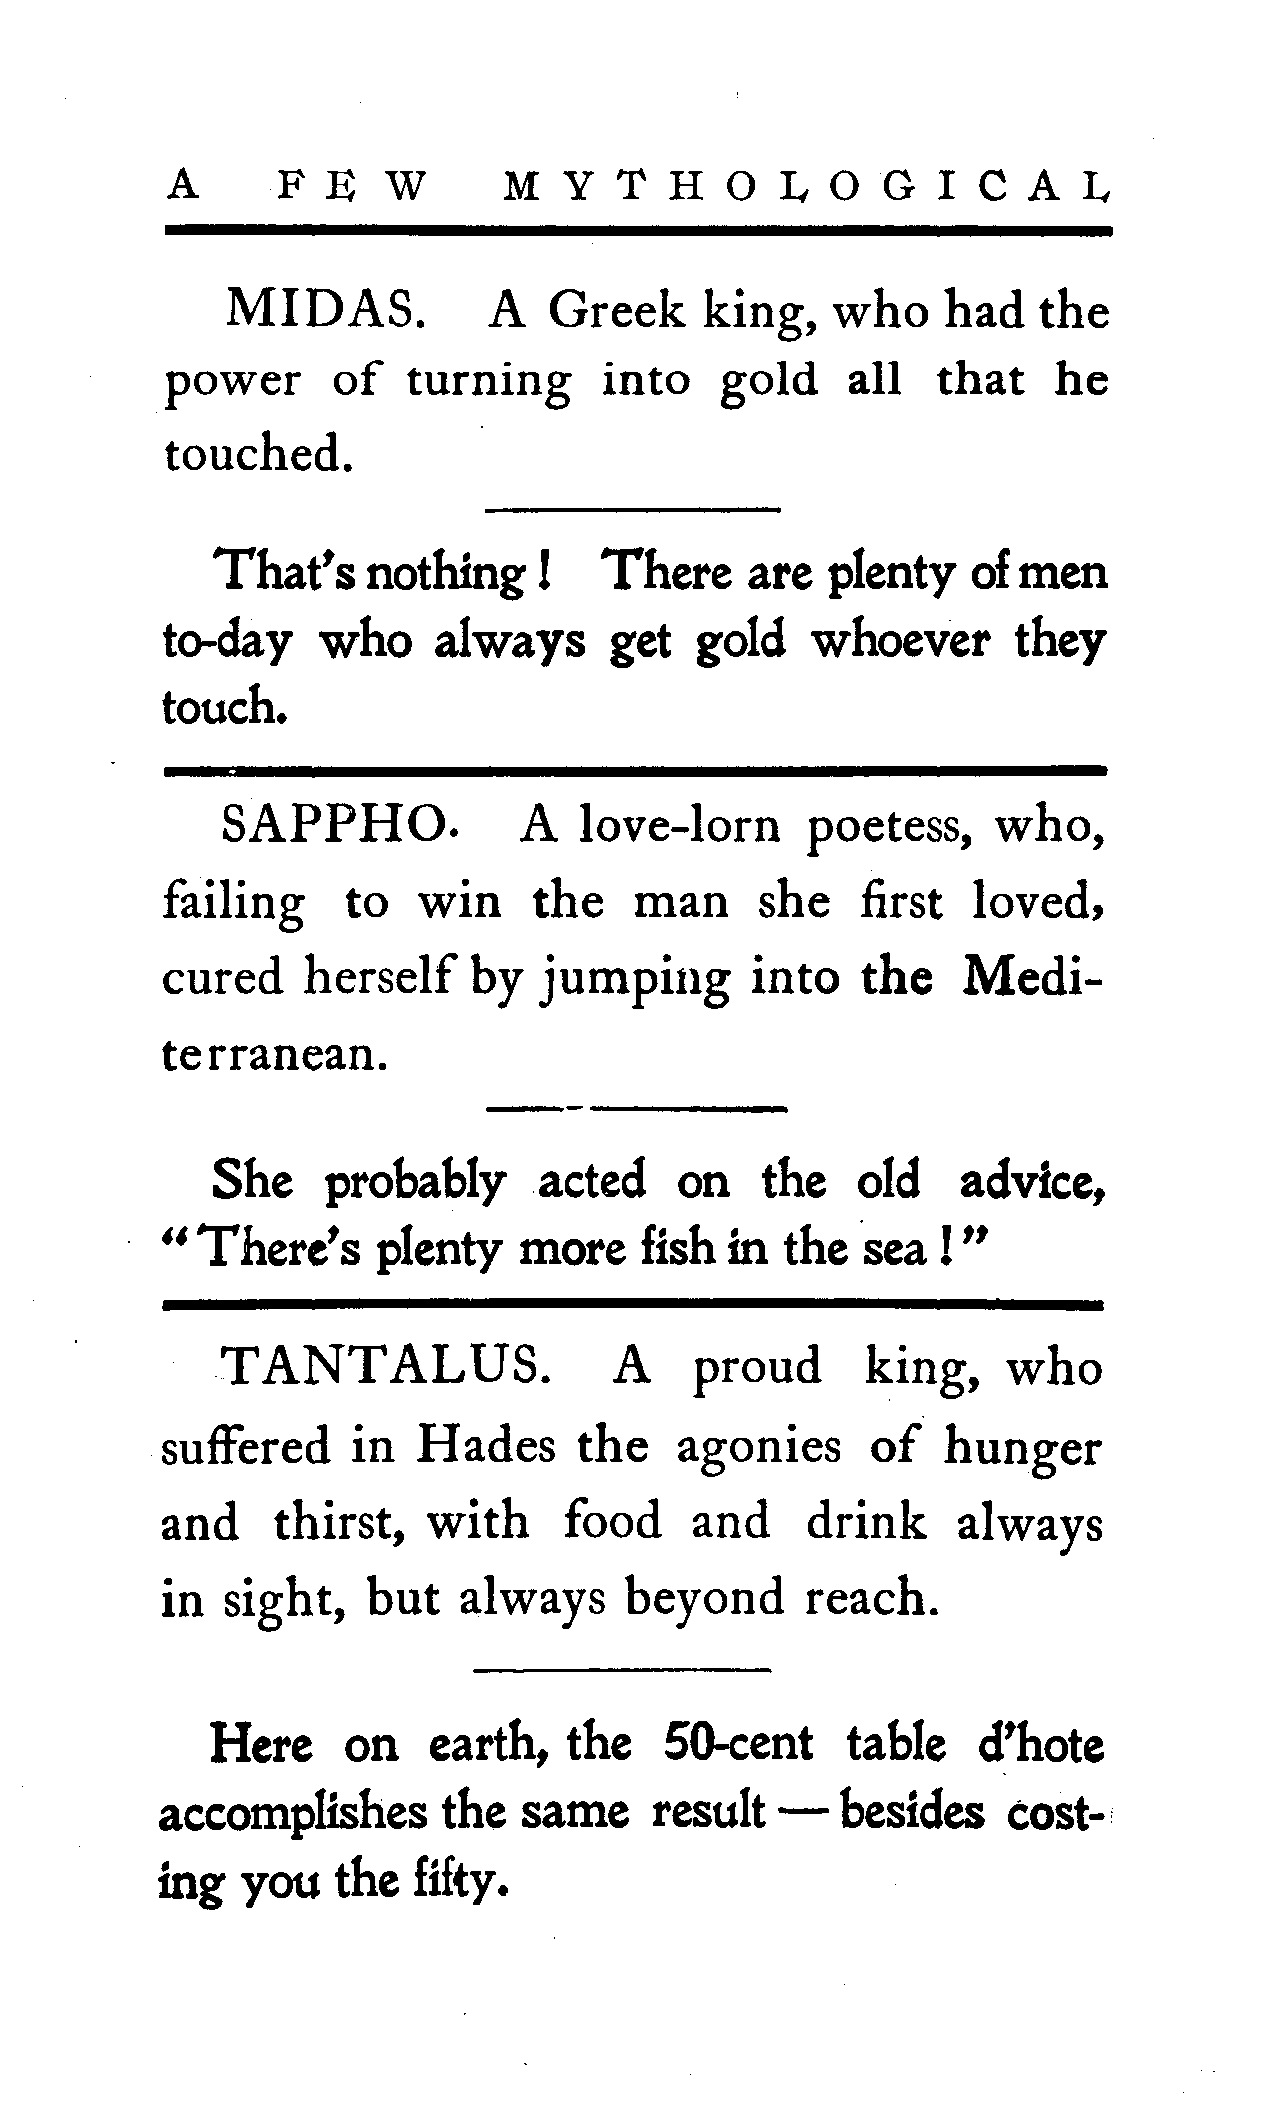 A FEW MYTHOLOGICAL
MIDAS. A Greek king, who had the
power of turning into gold all that he
touched.
That's nothing! There are plenty of men
to-day who always get gold whoever they
touch.
SAPPHO. A love-lorn poetess, who,
failing to win the man she first loved,
cured herself by jumping into the Medi-
terranean.
She probably acted on the old advice,
"There's plenty more fish in the sea!"
TANTALUS. A proud king, who
suffered in Hades the agonies of hunger
and thirst, with food and drink always
in sight, but always beyond reach.
Here on earth, the 50-cent table d'hote
accomplishes the same result — besides cost-
ing you the fifty.